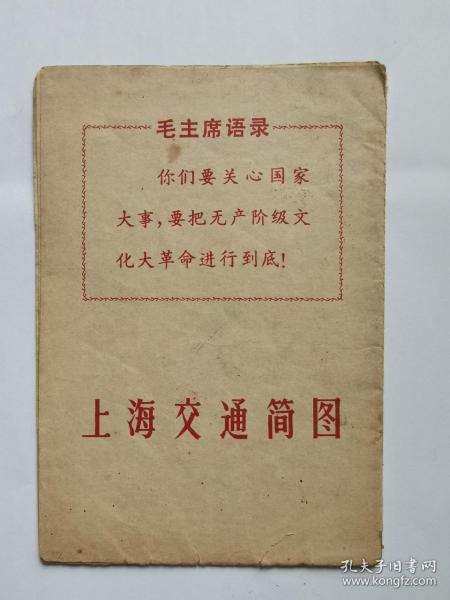 毛主席语录
你们要关心国家
大事，要把无产阶级文
化大革命进行到底！
上海交通简图
孔夫子旧书网
www.kongfz.com